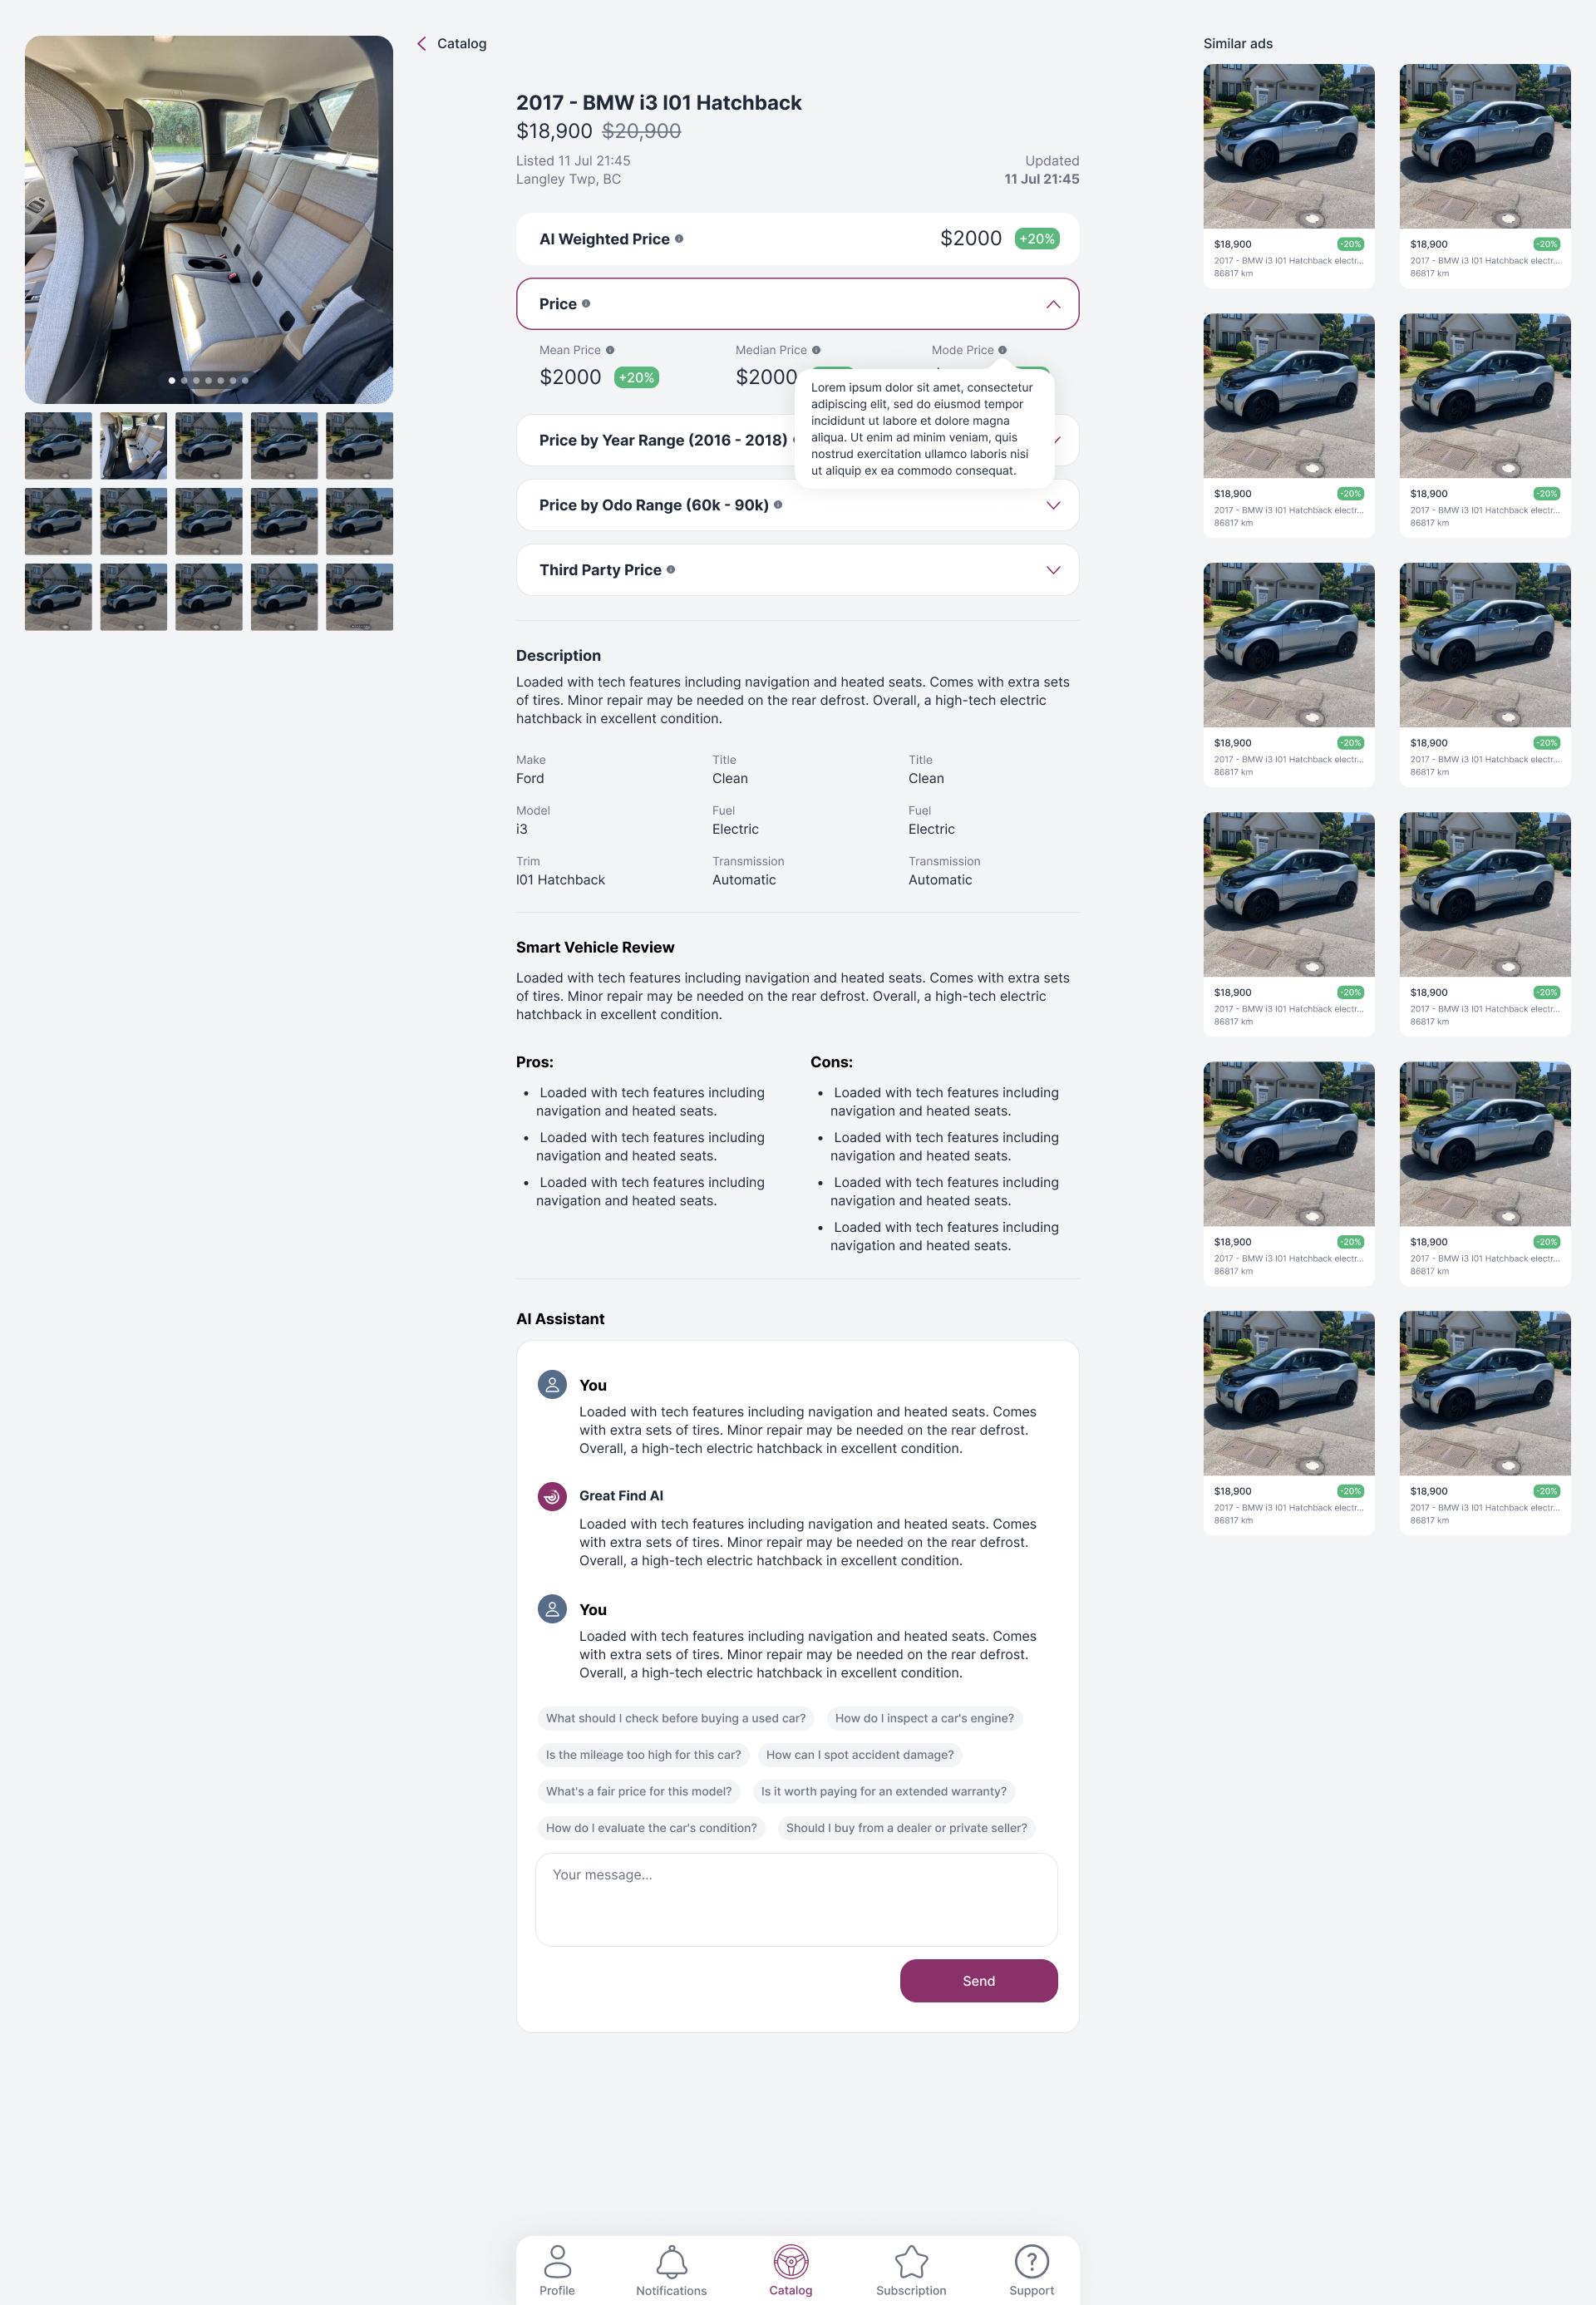 Catalog
2017 - BMW i3 I01 Hatchback
$18,900 $20,900
Listed 11 Jul 21:45
Langley Twp, BC
Updated
11 Jul 21:45
AI Weighted Price
$2000 +20%
Price
Mean Price
$2000 +20%
Median Price
$2000
Mode Price
Lorem ipsum dolor sit amet, consectetur
adipiscing elit, sed do eiusmod tempor
incididunt ut labore et dolore magna
aliqua. Ut enim ad minim veniam, quis
nostrud exercitation ullamco laboris nisi
ut aliquip ex ea commodo consequat.
Price by Year Range (2016 - 2018)
Price by Odo Range (60k - 90k)
Third Party Price
Description
Loaded with tech features including navigation and heated seats. Comes with extra sets
of tires. Minor repair may be needed on the rear defrost. Overall, a high-tech electric
hatchback in excellent condition.
Make
Ford
Title
Clean
Title
Clean
Model
i3
Fuel
Electric
Fuel
Electric
Trim
I01 Hatchback
Transmission
Automatic
Transmission
Automatic
Smart Vehicle Review
Loaded with tech features including navigation and heated seats. Comes with extra sets
of tires. Minor repair may be needed on the rear defrost. Overall, a high-tech electric
hatchback in excellent condition.
Pros:
• Loaded with tech features including
navigation and heated seats.
• Loaded with tech features including
navigation and heated seats.
• Loaded with tech features including
navigation and heated seats.
Cons:
• Loaded with tech features including
navigation and heated seats.
• Loaded with tech features including
navigation and heated seats.
• Loaded with tech features including
navigation and heated seats.
• Loaded with tech features including
navigation and heated seats.
AI Assistant
You
Loaded with tech features including navigation and heated seats. Comes
with extra sets of tires. Minor repair may be needed on the rear defrost.
Overall, a high-tech electric hatchback in excellent condition.
Great Find AI
Loaded with tech features including navigation and heated seats. Comes
with extra sets of tires. Minor repair may be needed on the rear defrost.
Overall, a high-tech electric hatchback in excellent condition.
You
Loaded with tech features including navigation and heated seats. Comes
with extra sets of tires. Minor repair may be needed on the rear defrost.
Overall, a high-tech electric hatchback in excellent condition.
What should I check before buying a used car?
How do I inspect a car's engine?
Is the mileage too high for this car?
How can I spot accident damage?
What's a fair price for this model?
Is it worth paying for an extended warranty?
How do I evaluate the car's condition?
Should I buy from a dealer or private seller?
Your message...
Send
Similar ads
$18,900 -20%
2017 - BMW i3 I01 Hatchback electr...
86817 km
$18,900 -20%
2017 - BMW i3 I01 Hatchback electr...
86817 km
$18,900 -20%
2017 - BMW i3 I01 Hatchback electr...
86817 km
$18,900 -20%
2017 - BMW i3 I01 Hatchback electr...
86817 km
$18,900 -20%
2017 - BMW i3 I01 Hatchback electr...
86817 km
$18,900 -20%
2017 - BMW i3 I01 Hatchback electr...
86817 km
$18,900 -20%
2017 - BMW i3 I01 Hatchback electr...
86817 km
$18,900 -20%
2017 - BMW i3 I01 Hatchback electr...
86817 km
$18,900 -20%
2017 - BMW i3 I01 Hatchback electr...
86817 km
$18,900 -20%
2017 - BMW i3 I01 Hatchback electr...
86817 km
$18,900 -20%
2017 - BMW i3 I01 Hatchback electr...
86817 km
$18,900 -20%
2017 - BMW i3 I01 Hatchback electr...
86817 km
Profile
Notifications
Catalog
Subscription
Support